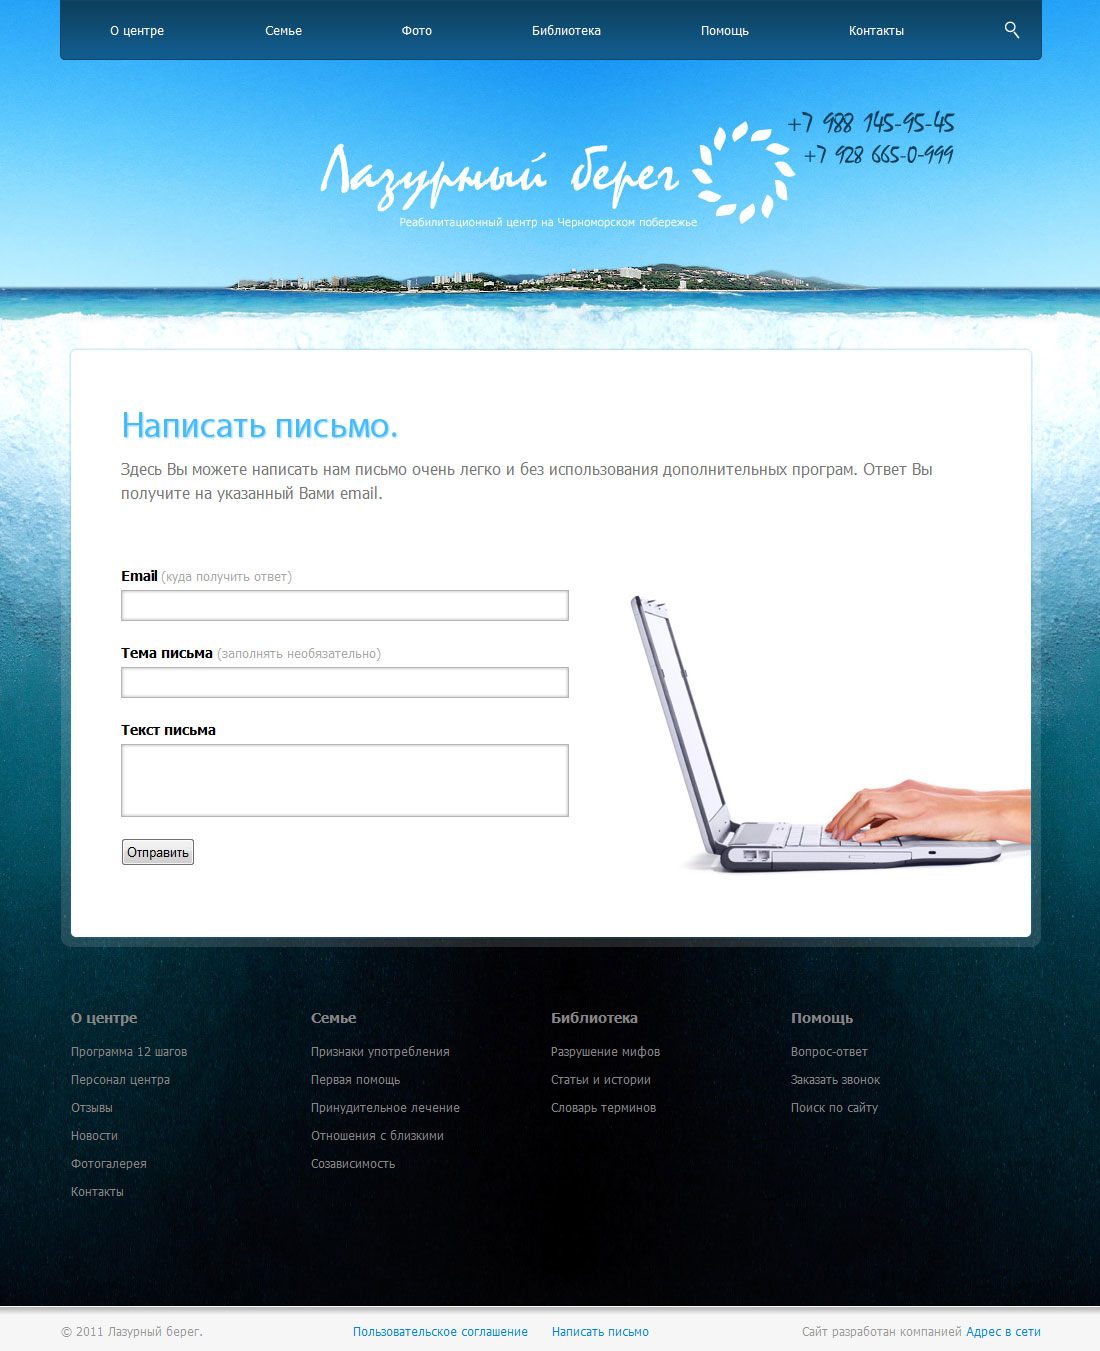 О центре
Семье
Фото
Библиотека
Помощь
Контакты
+7 988 145-95-45
+7 928 665-0-999
Лазурный берег
Реабилитационный центр на Черноморском побережье
Написать письмо.
Здесь Вы можете написать нам письмо очень легко и без использования дополнительных програм. Ответ Вы
получите на указанный Вами email.
Email (куда получить ответ)
Тема письма (заполнять необязательно)
Текст письма
Отправить
О центре
Программа 12 шагов
Персонал центра
Отзывы
Новости
Фотогалерея
Контакты
Семье
Признаки употребления
Первая помощь
Принудительное лечение
Отношения с близкими
Созависимость
Библиотека
Разрушение мифов
Статьи и истории
Словарь терминов
Помощь
Вопрос-ответ
Заказать звонок
Поиск по сайту
© 2011 Лазурный берег.
Пользовательское соглашение
Написать письмо
Сайт разработан компанией Адрес в сети